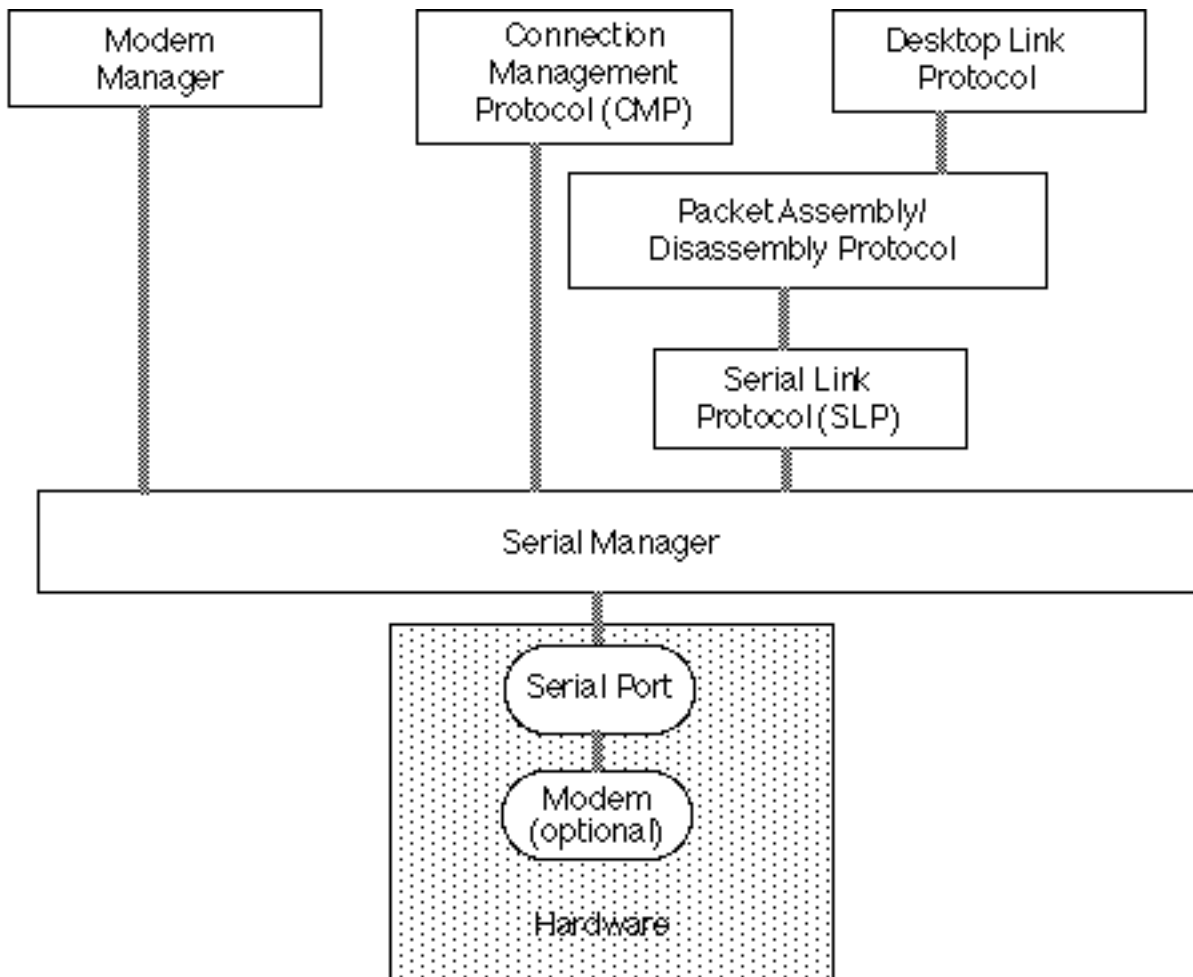 Modem
Manager
Connection
Management
Protocol (CMP)
Desktop Link
Protocol
Packet Assembly/
Disassembly Protocol
Serial Link
Protocol (SLP)
Serial Manager
Serial Port
Modem
(optional)
Hardware